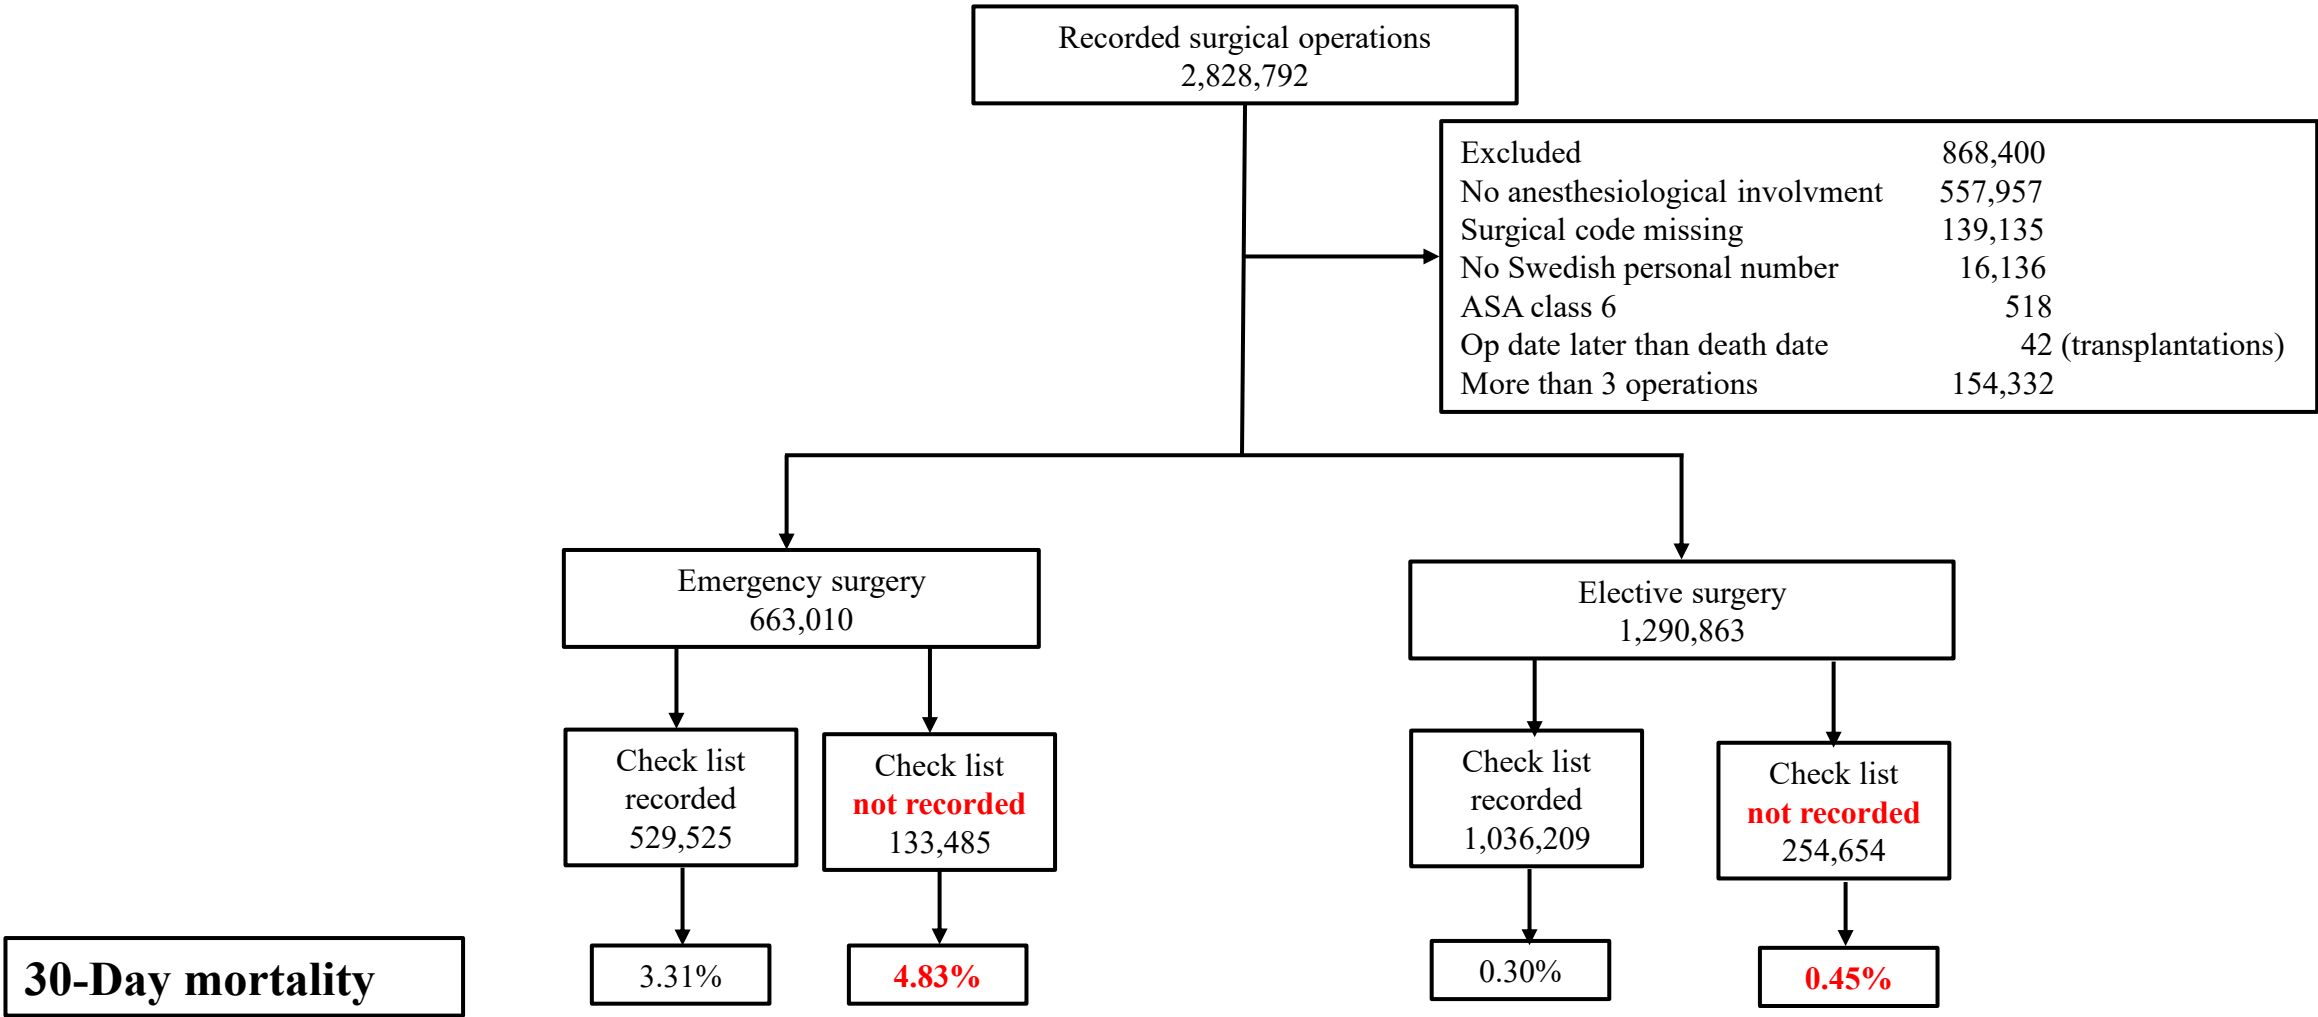 Recorded surgical operations
2,828,792
Excluded 868,400
No anesthesiological involvment 557,957
Surgical code missing 139,135
No Swedish personal number 16,136
ASA class 6 518
Op date later than death date 42 (transplantations)
More than 3 operations 154,332
Emergency surgery
663,010
Elective surgery
1,290,863
Check list
recorded
529,525
Check list
not recorded
133,485
Check list
recorded
1,036,209
Check list
not recorded
254,654
30-Day mortality
3.31%
4.83%
0.30%
0.45%